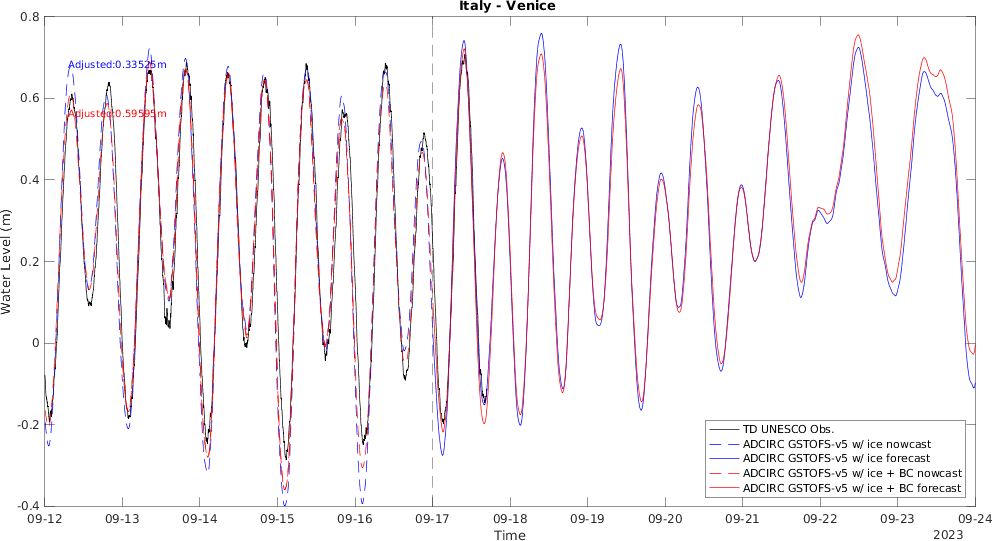 Italy - Venice
0.8
0.6
0.4
0.2
0
-0.2
-0.4
Water Level (m)
Adjusted:0.33525m
Adjusted:0.59595m
TD UNESCO Obs.
ADCIRC GSTOFS-v5 w/ ice nowcast
ADCIRC GSTOFS-v5 w/ ice forecast
ADCIRC GSTOFS-v5 w/ ice + BC nowcast
ADCIRC GSTOFS-v5 w/ ice + BC forecast
09-12 09-13 09-14 09-15 09-16 09-17 09-18 09-19 09-20 09-21 09-22 09-23 09-24
Time
2023